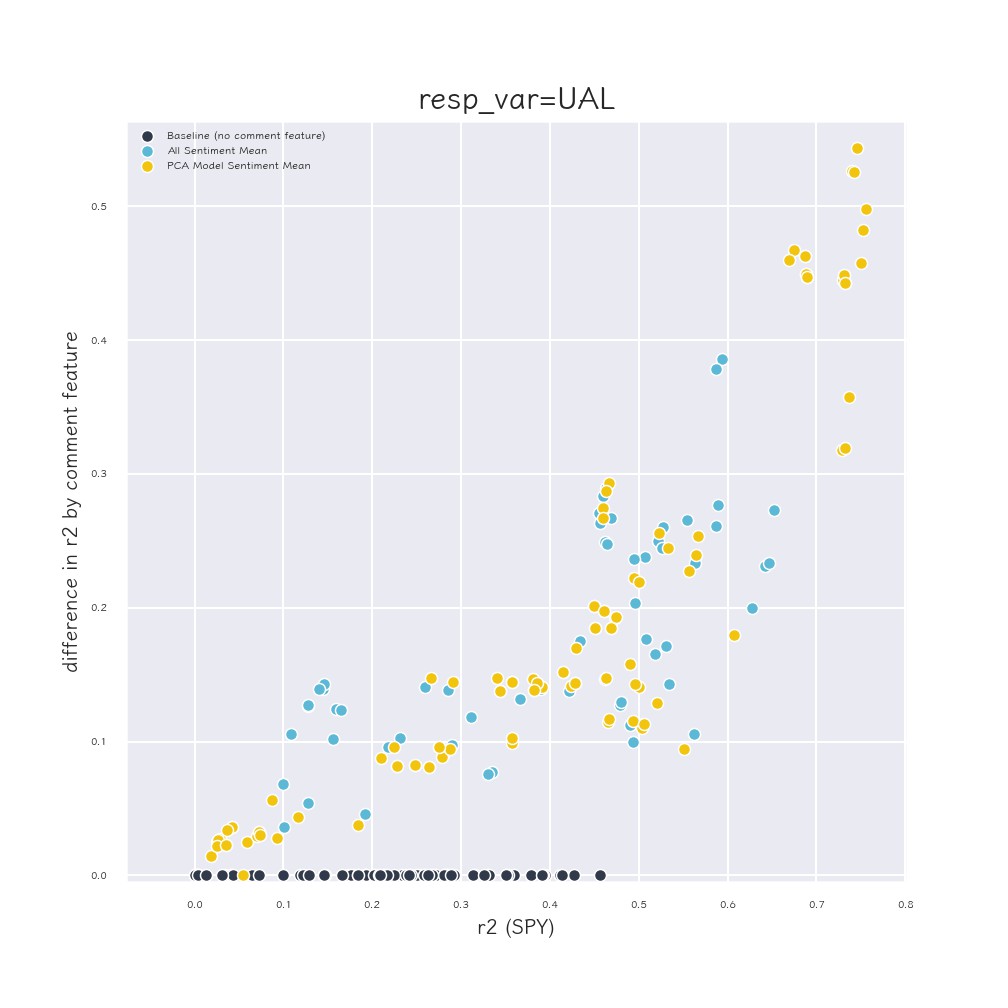 resp_var=UAL
Baseline (no comment feature)
All Sentiment Mean
PCA Model Sentiment Mean
difference in r2 by comment feature
0.5
0.4
0.3
0.2
0.1
0.0
0.0 0.1 0.2 0.3 0.4 0.5 0.6 0.7 0.8
r2 (SPY)